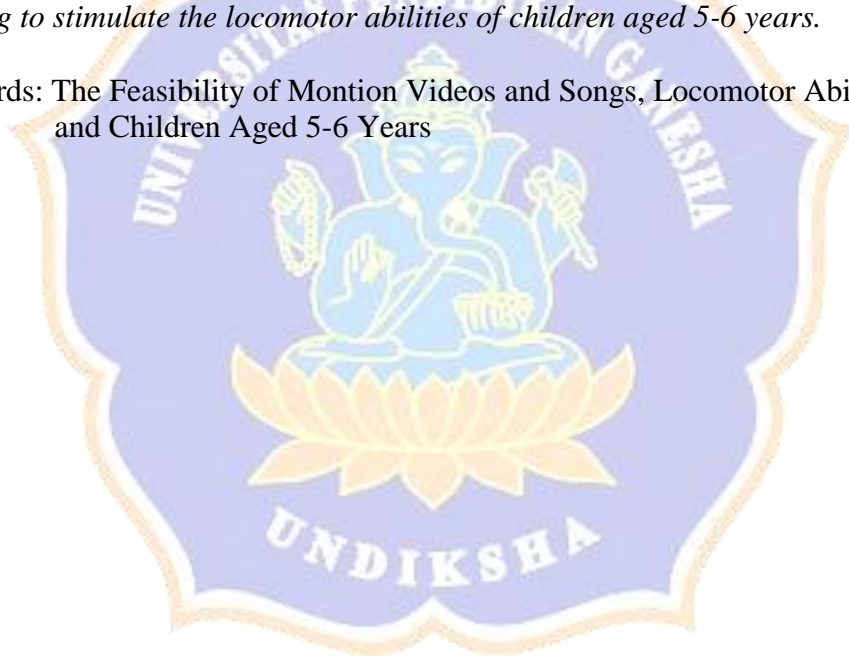 g to stimulate the locomotor abilities of children aged 5-6 years.
rds: The Feasibility of Montion Videos and Songs, Locomotor Abi
and Children Aged 5-6 Years
UNDIKSHA